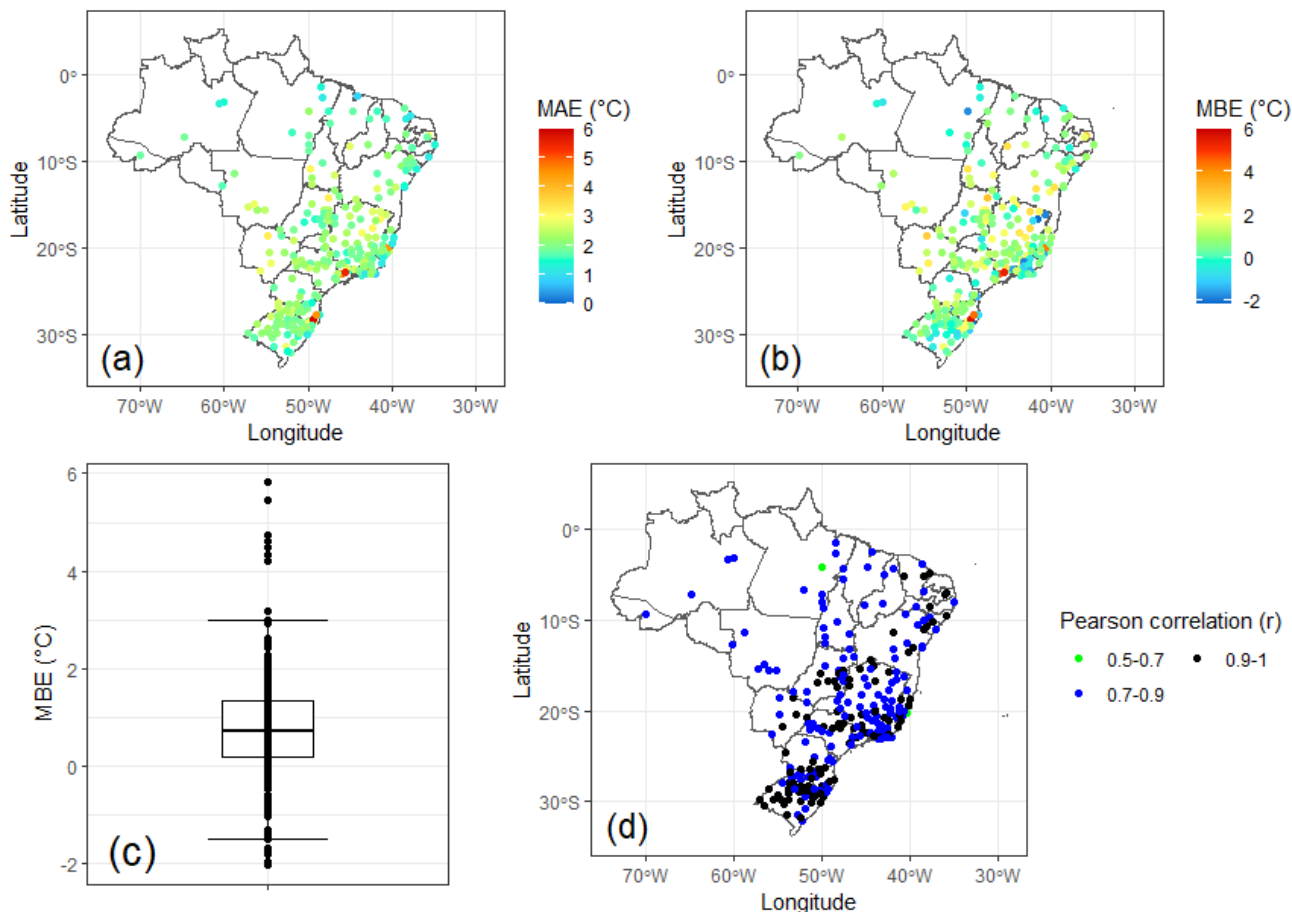 0°
10°S
20°S
30°S
Latitude
(a)
70°W 60°W 50°W 40°W 30°W
Longitude
MAE (°C)
6
5
4
3
2
1
0
0°
10°S
20°S
30°S
Latitude
(b)
70°W 60°W 50°W 40°W 30°W
Longitude
MBE (°C)
6
4
2
0
-2
6
4
2
0
-2
MBE (°C)
(c)
0°
10°S
20°S
30°S
Latitude
(d)
70°W 60°W 50°W 40°W 30°W
Longitude
Pearson correlation (r)
0.5-0.7 0.9-1
0.7-0.9